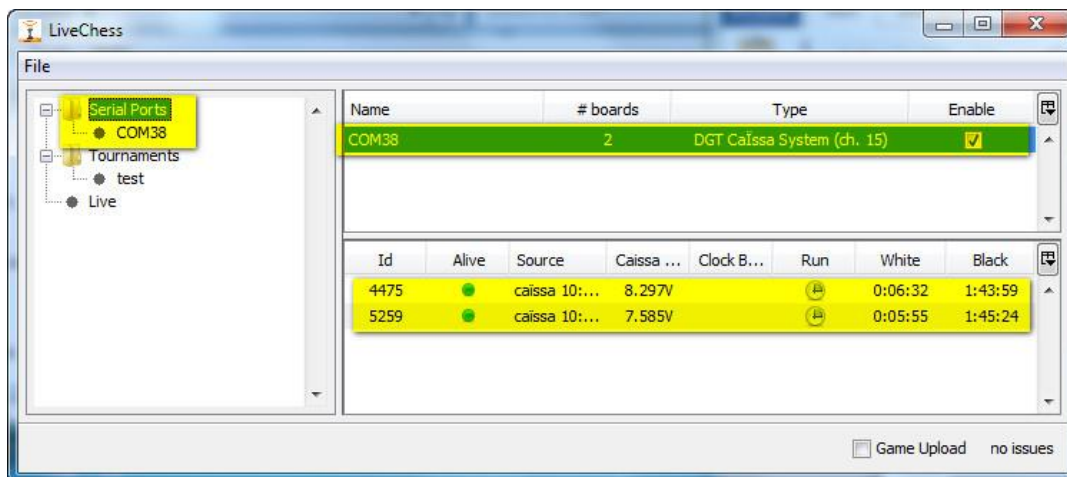 LiveChess
File
Serial Ports
COM38
Tournaments
test
Live
Name # boards Type Enable
COM38 2 DGT CaÏssa System (ch. 15)
Id Alive Source Caissa ... Clock B... Run White Black
4475 caïssa 10:... 8.297V 0:06:32 1:43:59
5259 caïssa 10:... 7.585V 0:05:55 1:45:24
Game Upload no issues